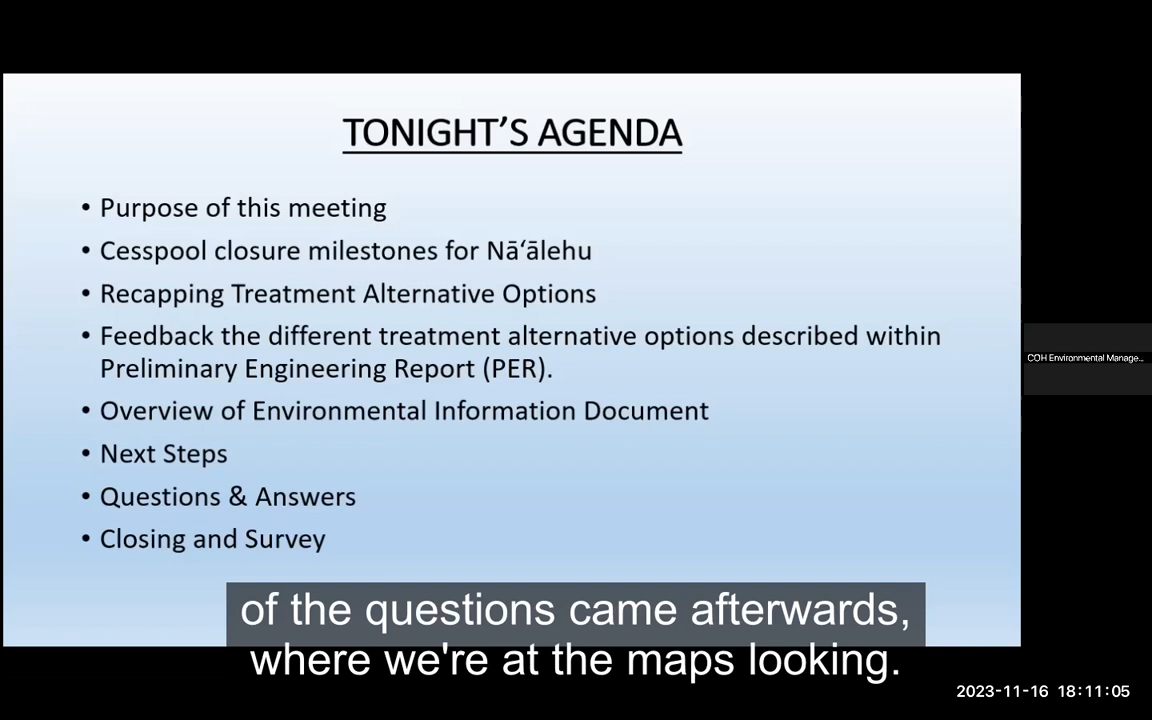 TONIGHT’S AGENDA
• Purpose of this meeting
• Cesspool closure milestones for Nāʻālehu
• Recapping Treatment Alternative Options
• Feedback the different treatment alternative options described within
Preliminary Engineering Report (PER).
• Overview of Environmental Information Document
• Next Steps
• Questions & Answers
• Closing and Survey
COH Environmental Manage...
of the questions came afterwards,
where we're at the maps looking.
2023-11-16 18:11:05